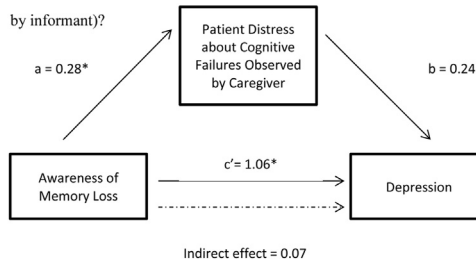 by informant)?
Patient Distress
about Cognitive
Failures Observed
by Caregiver
a = 0.28*
b = 0.24
c'= 1.06*
Awareness of
Memory Loss
Depression
Indirect effect = 0.07